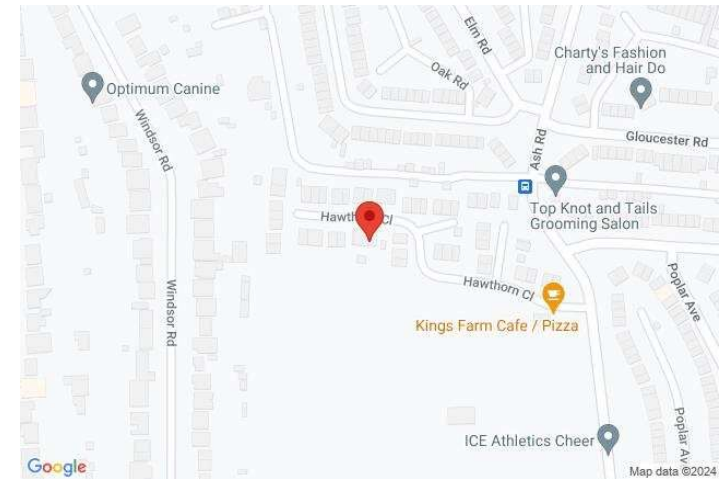 Elm Rd
Oak Rd
Charty's Fashion
and Hair Do
Optimum Canine
Windsor Rd
Gloucester Rd
Ash Rd
Top Knot and Tails
Grooming Salon
Hawthorn Cl
Poplar Ave
Hawthorn Cl
Windsor Rd
Kings Farm Cafe / Pizza
ICE Athletics Cheer
Poplar Av
Google
Map data ©2024